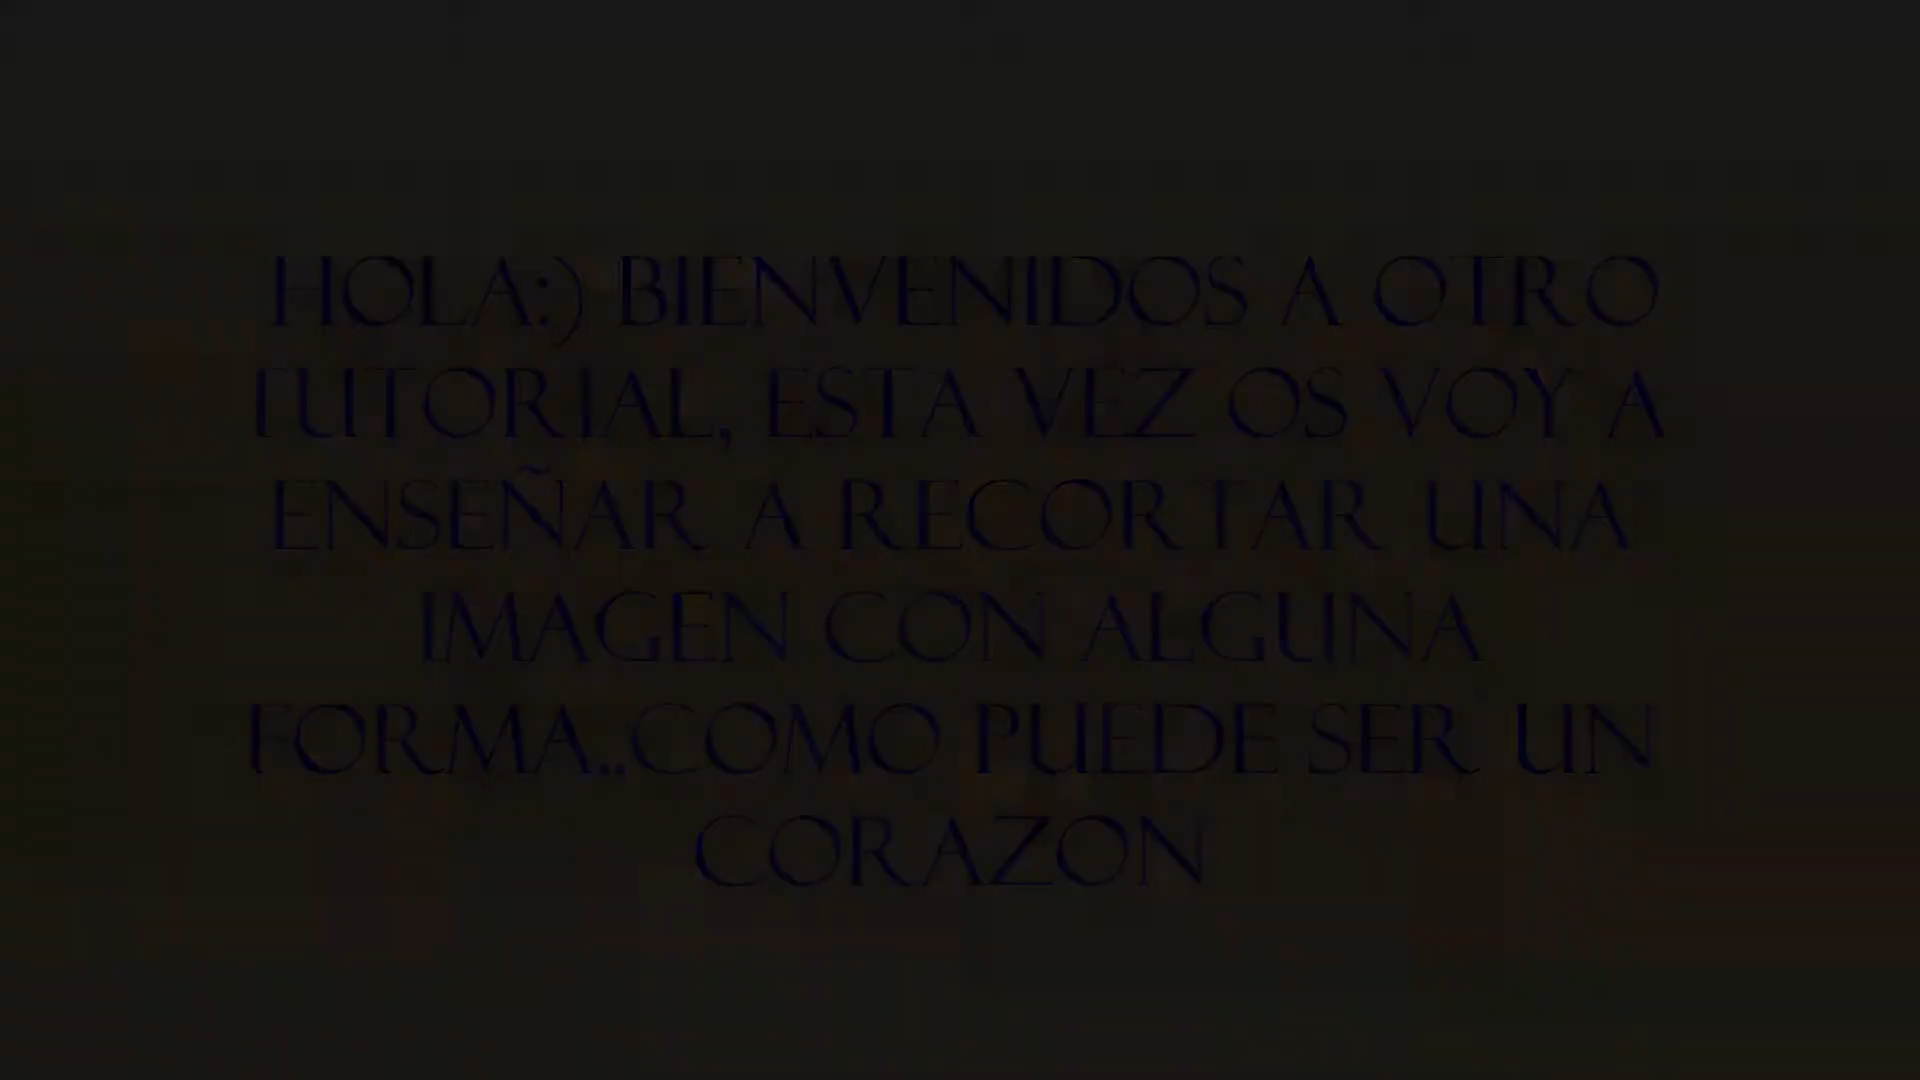 HOLA:) BIENVENIDOS A OTRO
TUTORIAL, ESTA VEZ OS VOY A
ENSEÑAR A RECORTAR UNA
IMAGEN CON ALGUNA
FORMA..COMO PUEDE SER UN
CORAZON